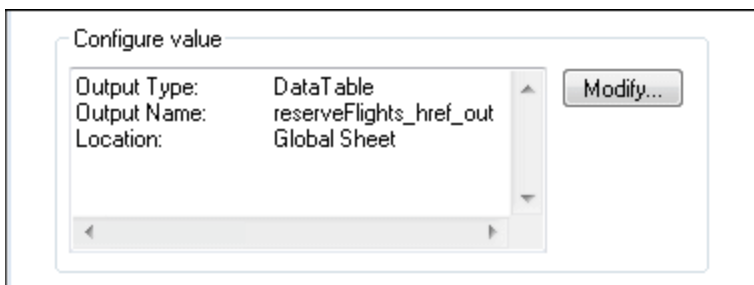 Configure value
Output Type: DataTable
Output Name: reserveFlights_href_out
Location: Global Sheet
Modify...